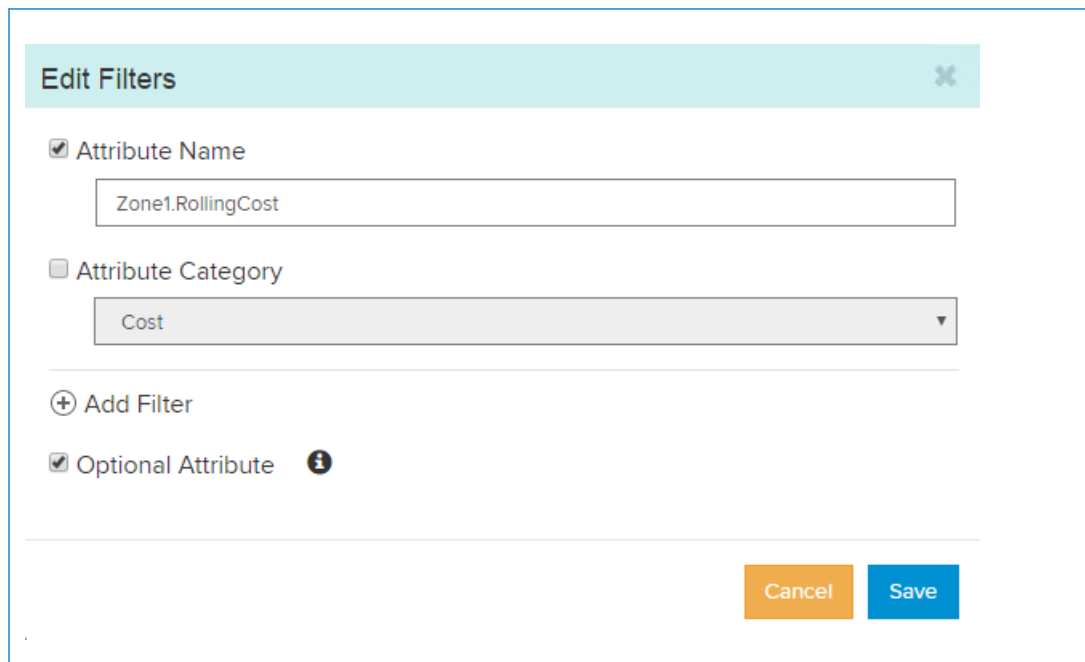 Edit Filters
Attribute Name
Zone1.RollingCost
Attribute Category
Cost
Add Filter
Optional Attribute
Cancel Save